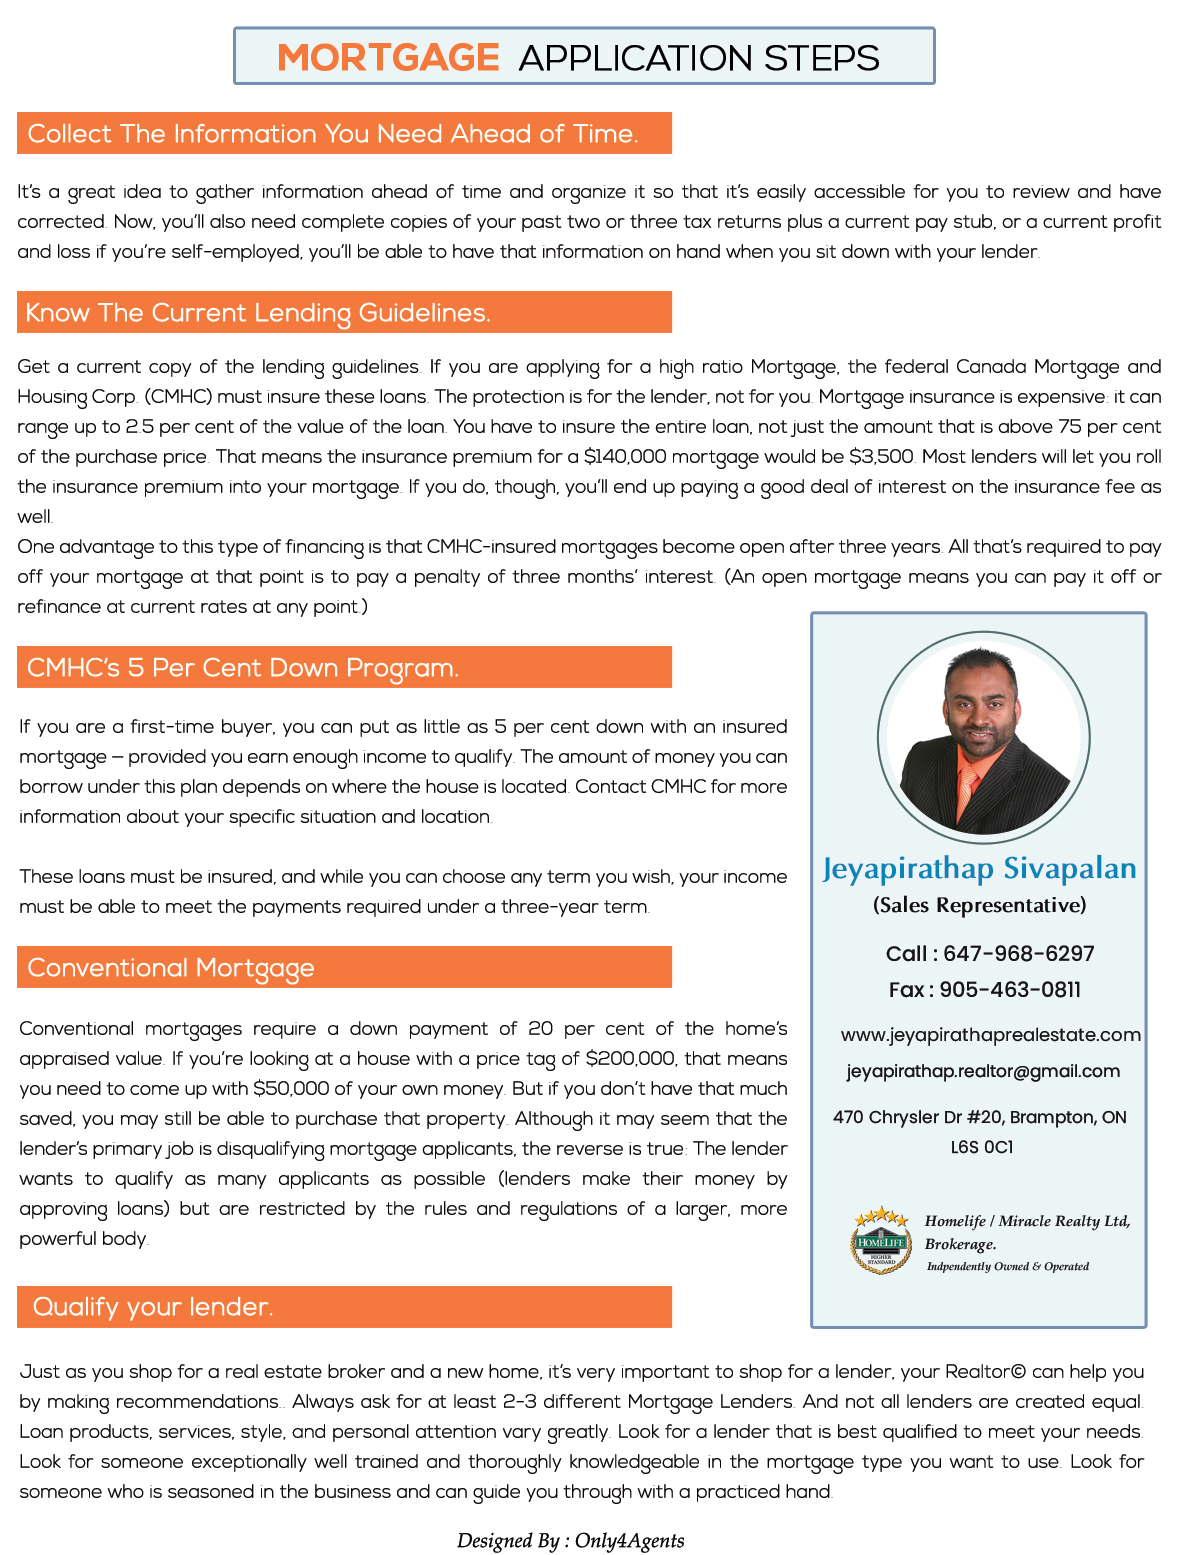 MORTGAGE APPLICATION STEPS
Collect The Information You Need Ahead of Time.
It's a great idea to gather information ahead of time and organize it so that it's easily accessible for you to review and have
corrected. Now, you'll also need complete copies of your past two or three tax returns plus a current pay stub, or a current profit
and loss if you're self-employed, you'll be able to have that information on hand when you sit down with your lender.
Know The Current Lending Guidelines.
Get a current copy of the lending guidelines. If you are applying for a high ratio Mortgage, the federal Canada Mortgage and
Housing Corp. (CMHC) must insure these loans. The protection is for the lender, not for you. Mortgage insurance is expensive: it can
range up to 2.5 per cent of the value of the loan. You have to insure the entire loan, not just the amount that is above 75 per cent
of the purchase price. That means the insurance premium for a $140,000 mortgage would be $3,500. Most lenders will let you roll
the insurance premium into your mortgage. If you do, though, you'll end up paying a good deal of interest on the insurance fee as
well.
One advantage to this type of financing is that CMHC-insured mortgages become open after three years. All that's required to pay
off your mortgage at that point is to pay a penalty of three months' interest. (An open mortgage means you can pay it off or
refinance at current rates at any point.)
CMHC's 5 Per Cent Down Program.
If you are a first-time buyer, you can put as little as 5 per cent down with an insured
mortgage – provided you earn enough income to qualify. The amount of money you can
borrow under this plan depends on where the house is located. Contact CMHC for more
information about your specific situation and location.
These loans must be insured, and while you can choose any term you wish, your income
must be able to meet the payments required under a three-year term.
Conventional Mortgage
Conventional mortgages require a down payment of 20 per cent of the home's
appraised value. If you're looking at a house with a price tag of $200,000, that means
you need to come up with $50,000 of your own money. But if you don't have that much
saved, you may still be able to purchase that property. Although it may seem that the
lender's primary job is disqualifying mortgage applicants, the reverse is true: The lender
wants to qualify as many applicants as possible (lenders make their money by
approving loans) but are restricted by the rules and regulations of a larger, more
powerful body.
Jeyapirathap Sivapalan
(Sales Representative)
Call : 647-968-6297
Fax : 905-463-0811
www.jeyapirathaprealestate.com
jeyapirathap.realtor@gmail.com
470 Chrysler Dr #20, Brampton, ON
L6S 0C1
HOMELIFE
HIGHER
STANDARD
Homelife / Miracle Realty Ltd,
Brokerage.
Indpendently Owned & Operated
Qualify your lender.
Just as you shop for a real estate broker and a new home, it's very important to shop for a lender, your Realtor© can help you
by making recommendations.. Always ask for at least 2-3 different Mortgage Lenders. And not all lenders are created equal.
Loan products, services, style, and personal attention vary greatly. Look for a lender that is best qualified to meet your needs.
Look for someone exceptionally well trained and thoroughly knowledgeable in the mortgage type you want to use. Look for
someone who is seasoned in the business and can guide you through with a practiced hand.
Designed By : Only4Agents